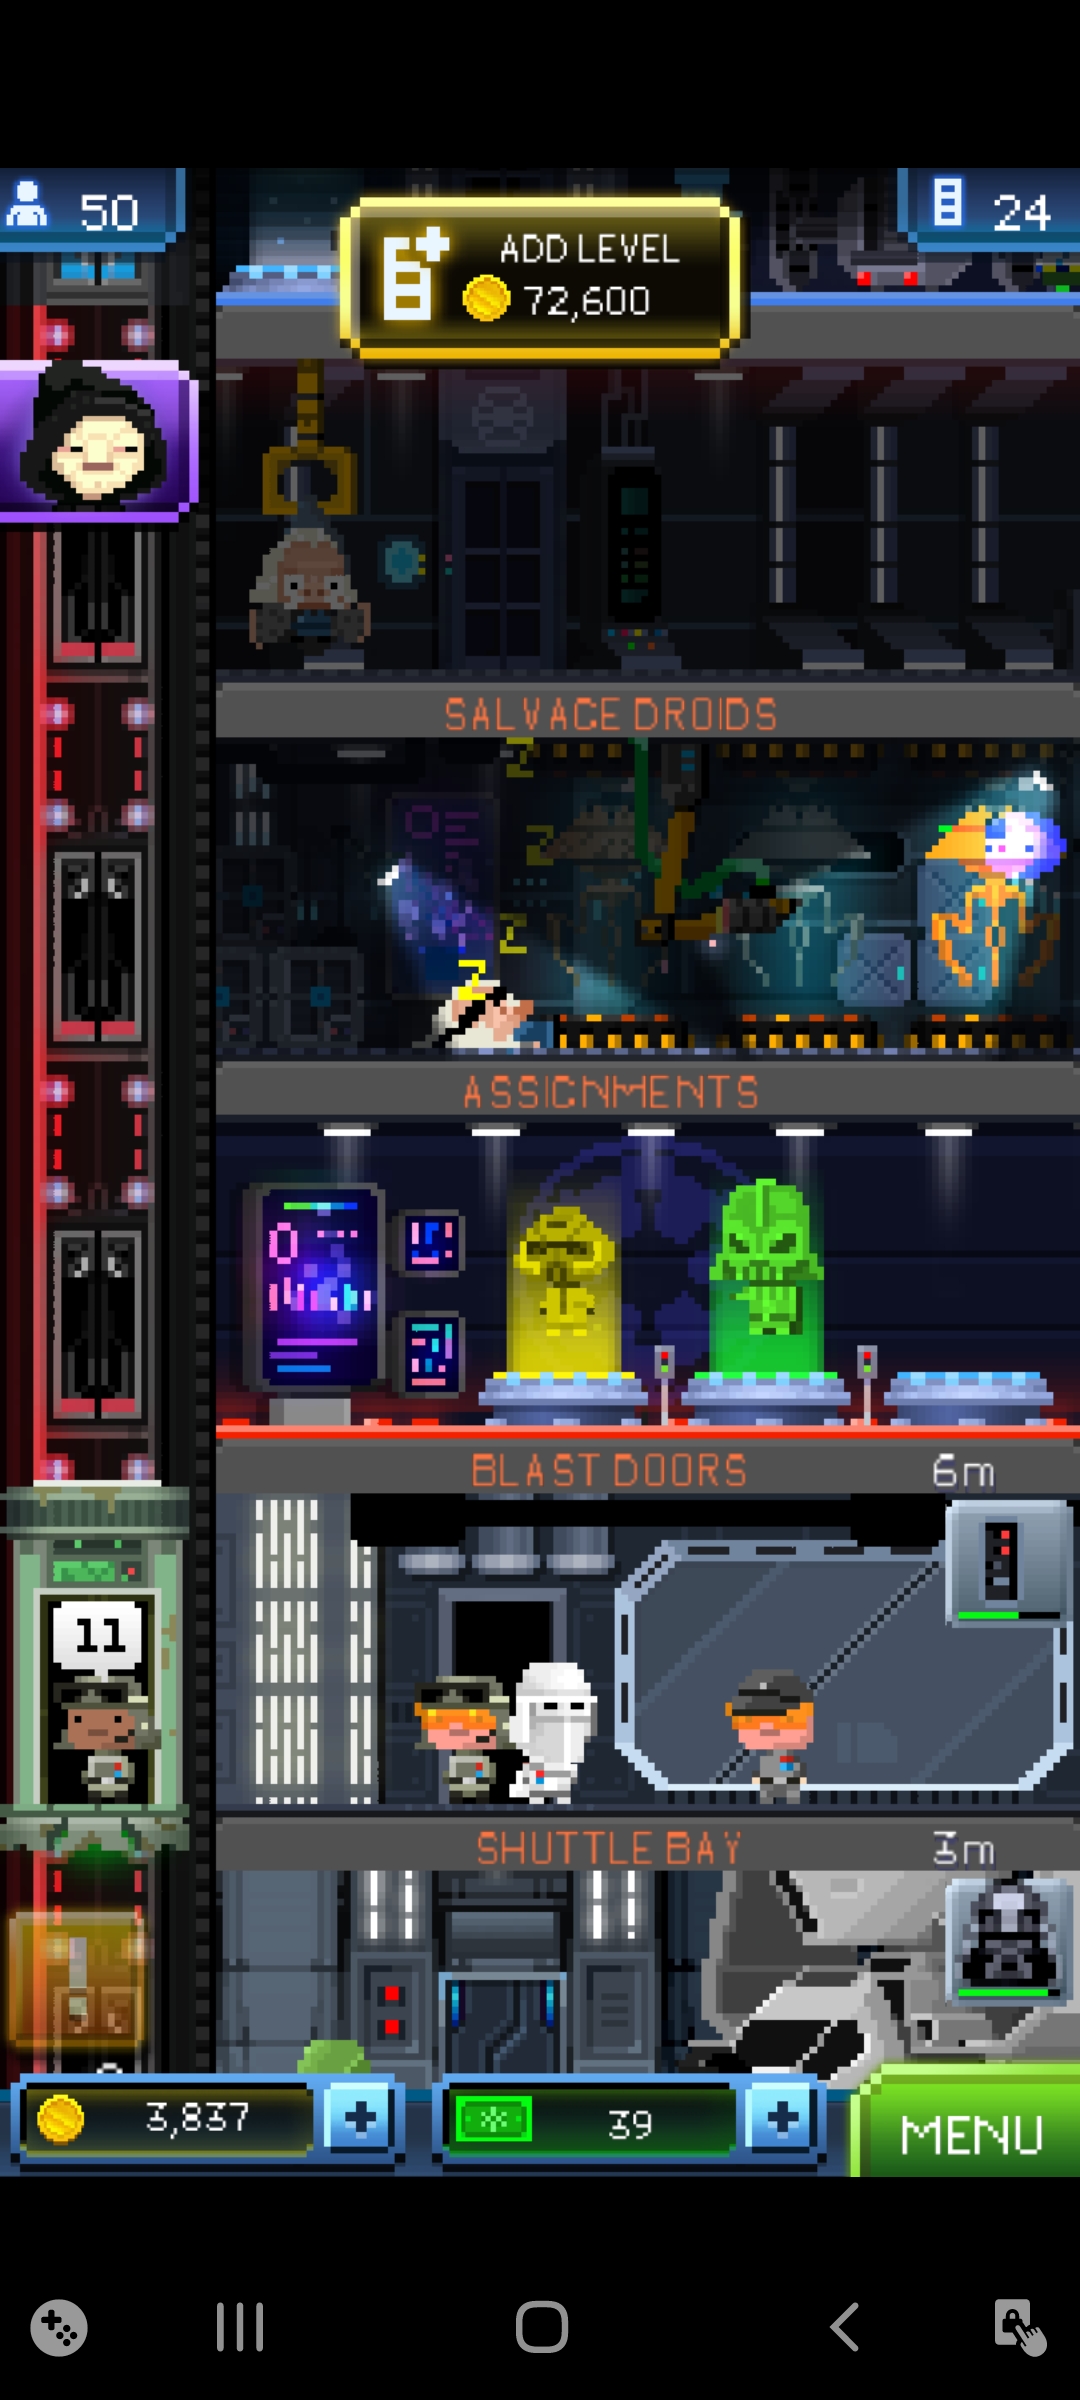 50
24
ADD LEVEL
72,600
SALVAGE DROIDS
Z
Z
Z
Z
ASSIGNMENTS
BLAST DOORS 6m
11
SHUTTLE BAY 3m
3,837
39
MENU